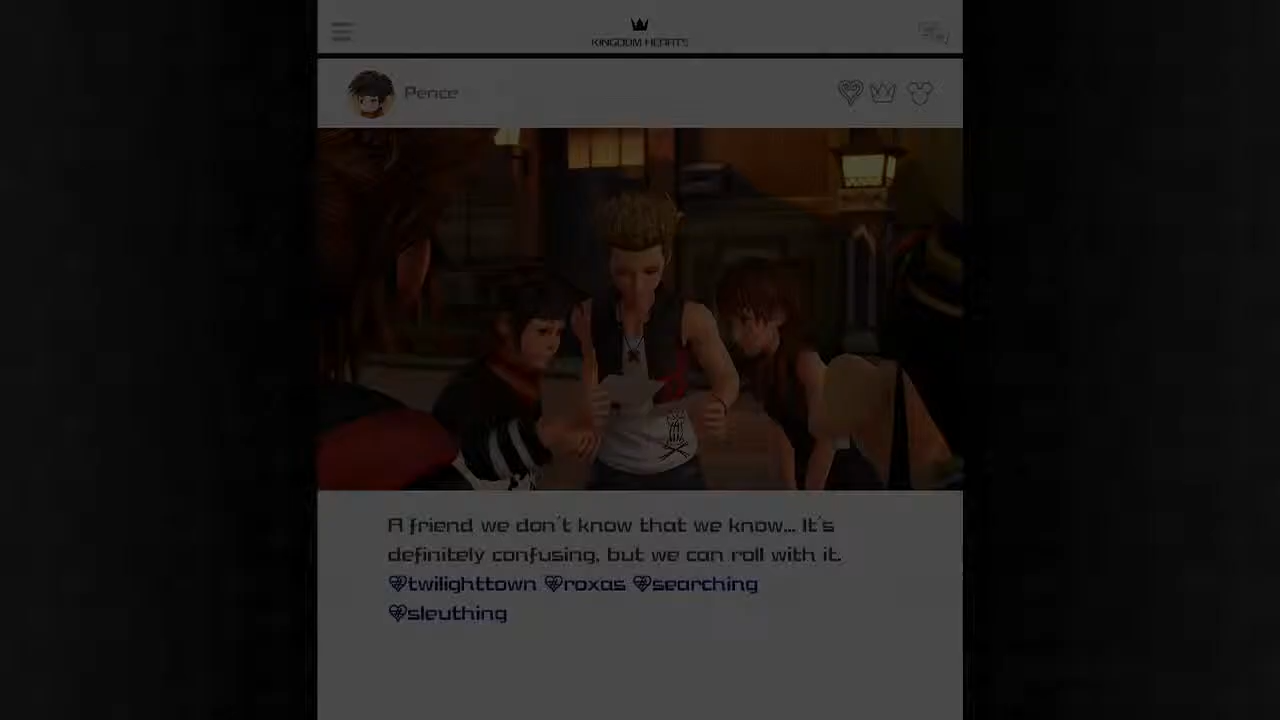 KINGDOM HEARTS
Pence
A friend we don't know that we know... It's
definitely confusing, but we can roll with it.
twilighttown roxas searching
sleuthing